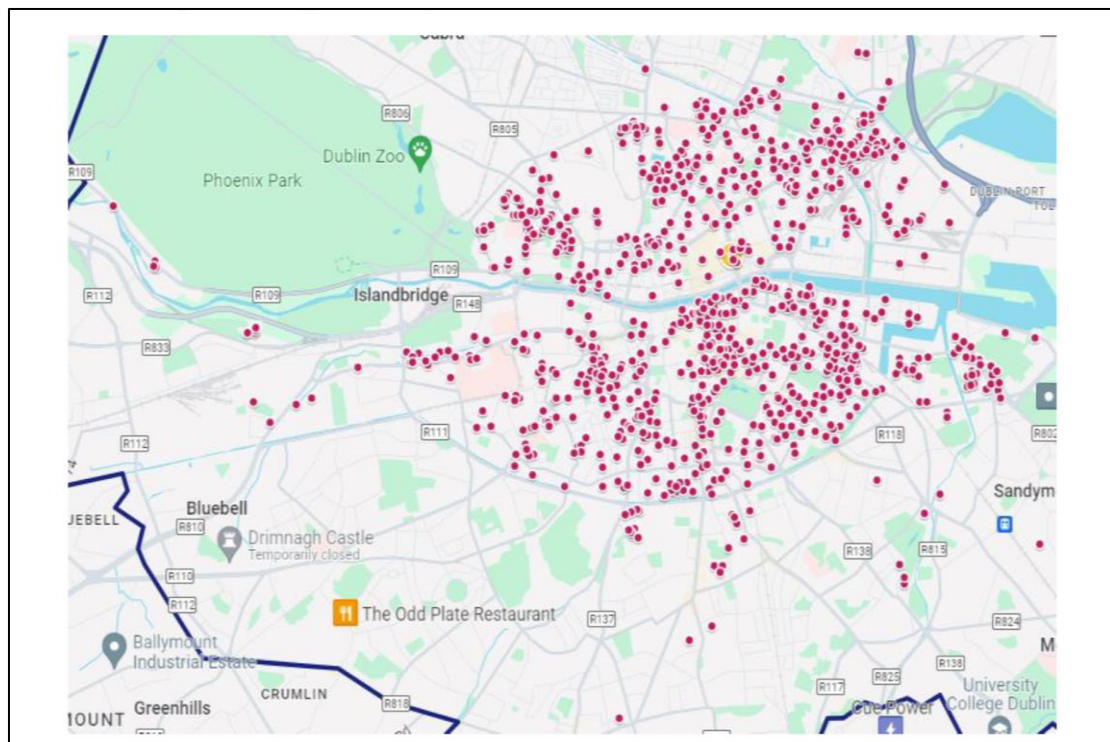 Cabra
R806
R805
Dublin Zoo
Phoenix Park
R109
DUBLIN PORT
R109
R112
R109
Islandbridge
R148
R833
R111
R112
R118
R802
Bluebell
Sandym
JEBELL
R810
Drimnagh Castle
Temporarily closed
R138
R815
R110
R112
The Odd Plate Restaurant
R137
R824
Ballymount
Industrial Estate
R138
M
CRUMLIN
R117
R825
University
College Dublin
R818
Greenhills
MOUNT
Cue Power